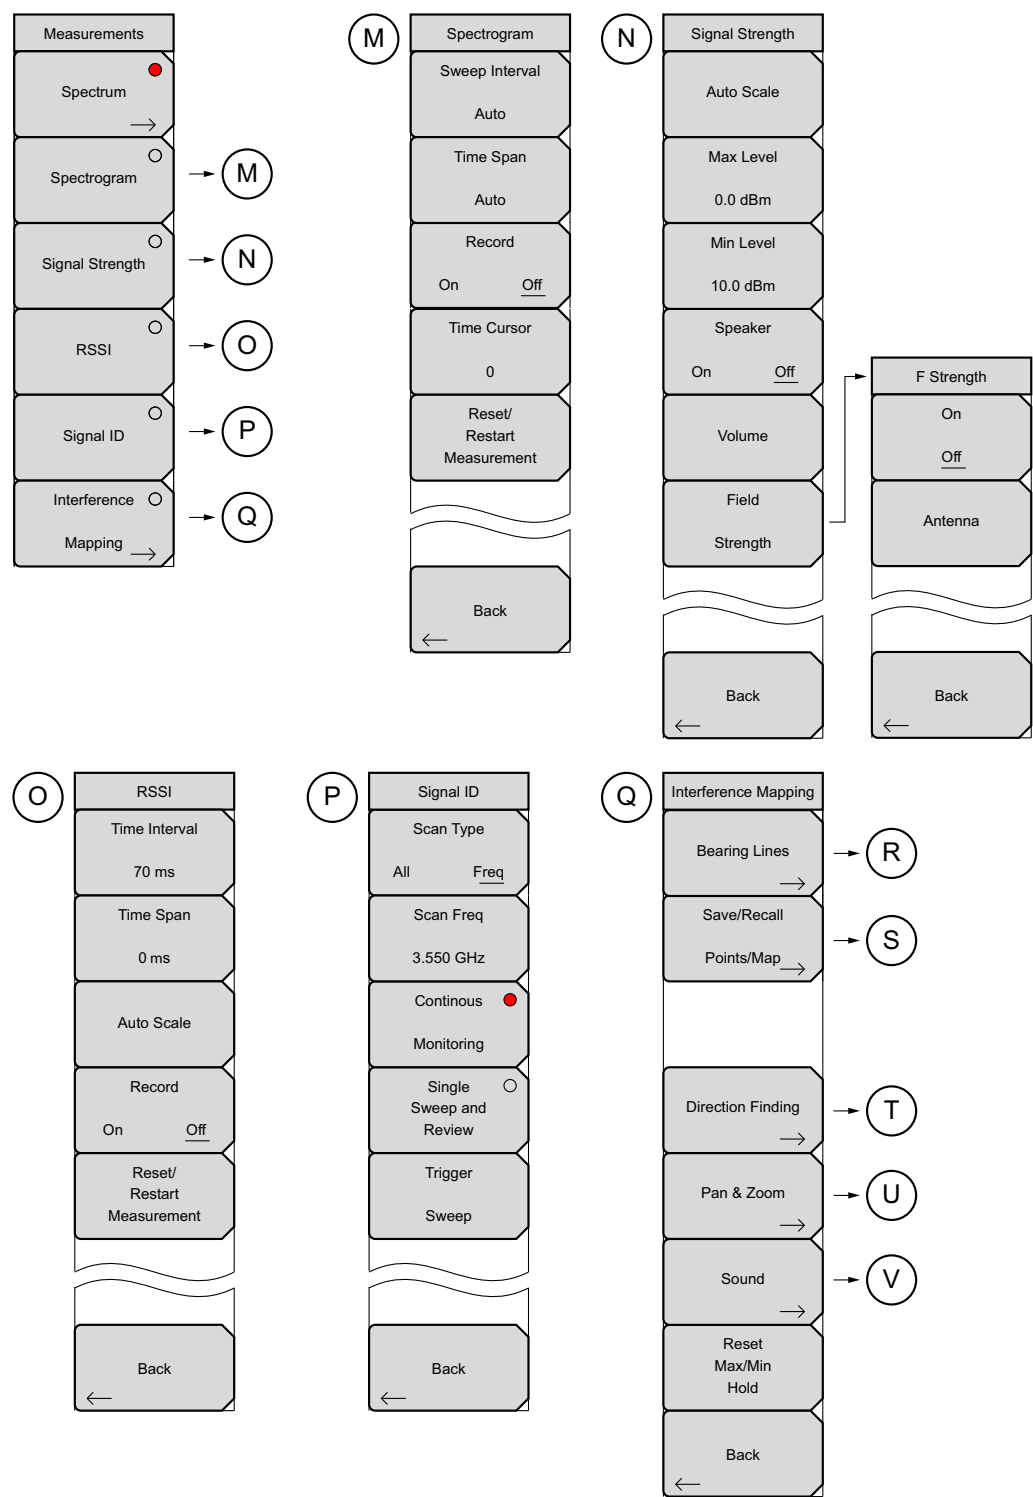 Measurements
Spectrum
Spectrogram
Signal Strength
RSSI
Signal ID
Interference
Mapping
M
N
O
P
Q
M
Spectrogram
Sweep Interval
Auto
Time Span
Auto
Record
On Off
Time Cursor
0
Reset/
Restart
Measurement
Back
N
Signal Strength
Auto Scale
Max Level
0.0 dBm
Min Level
10.0 dBm
Speaker
On Off
Volume
Field
Strength
Back
F Strength
On
Off
Antenna
Back
O
RSSI
Time Interval
70 ms
Time Span
0 ms
Auto Scale
Record
On Off
Reset/
Restart
Measurement
Back
P
Signal ID
Scan Type
All Freq
Scan Freq
3.550 GHz
Continous
Monitoring
Single
Sweep and
Review
Trigger
Sweep
Back
Q
Interference Mapping
Bearing Lines
Save/Recall
Points/Map
Direction Finding
Pan & Zoom
Sound
Reset
Max/Min
Hold
Back
R
S
T
U
V